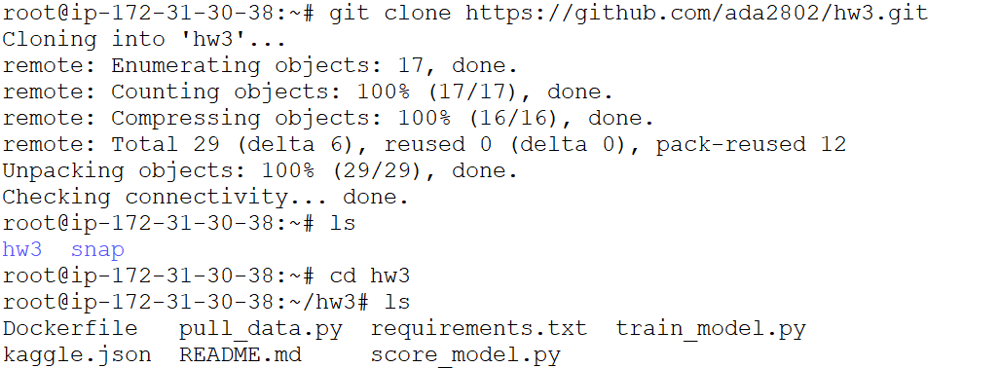 root@ip-172-31-30-38:~# git clone https://github.com/ada2802/hw3.git
Cloning into 'hw3'...
remote: Enumerating objects: 17, done.
remote: Counting objects: 100% (17/17), done.
remote: Compressing objects: 100% (16/16), done.
remote: Total 29 (delta 6), reused 0 (delta 0), pack-reused 12
Unpacking objects: 100% (29/29), done.
Checking connectivity... done.
root@ip-172-31-30-38:~# ls
hw3  snap
root@ip-172-31-30-38:~# cd hw3
root@ip-172-31-30-38:~/hw3# ls
Dockerfile   pull_data.py  requirements.txt  train_model.py
kaggle.json  README.md     score_model.py